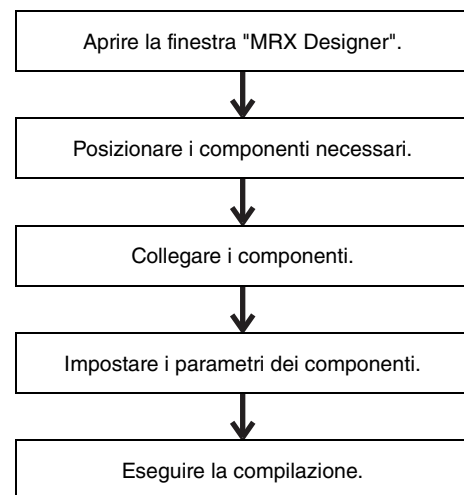 Aprire la finestra "MRX Designer".
Posizionare i componenti necessari.
Collegare i componenti.
Impostare i parametri dei componenti.
Eseguire la compilazione.